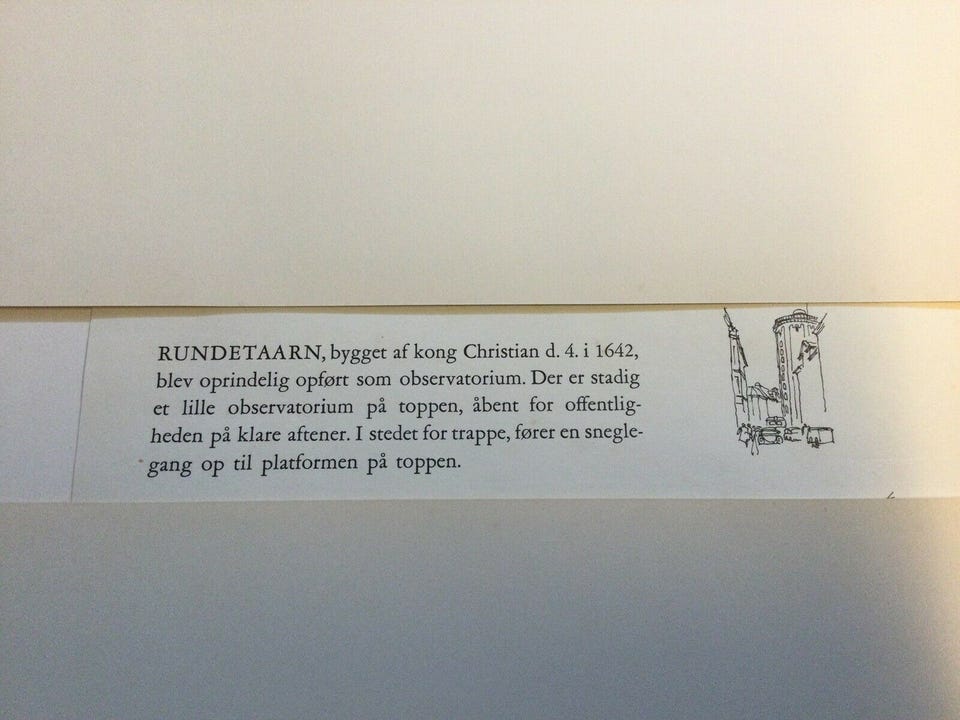 RUNDETAARN, bygget af kong Christian d. 4. i 1642,
blev oprindelig opført som observatorium. Der er stadig
et lille observatorium på toppen, åbent for offentlig-
heden på klare aftener. I stedet for trappe, fører en snegle-
gang op til platformen på toppen.